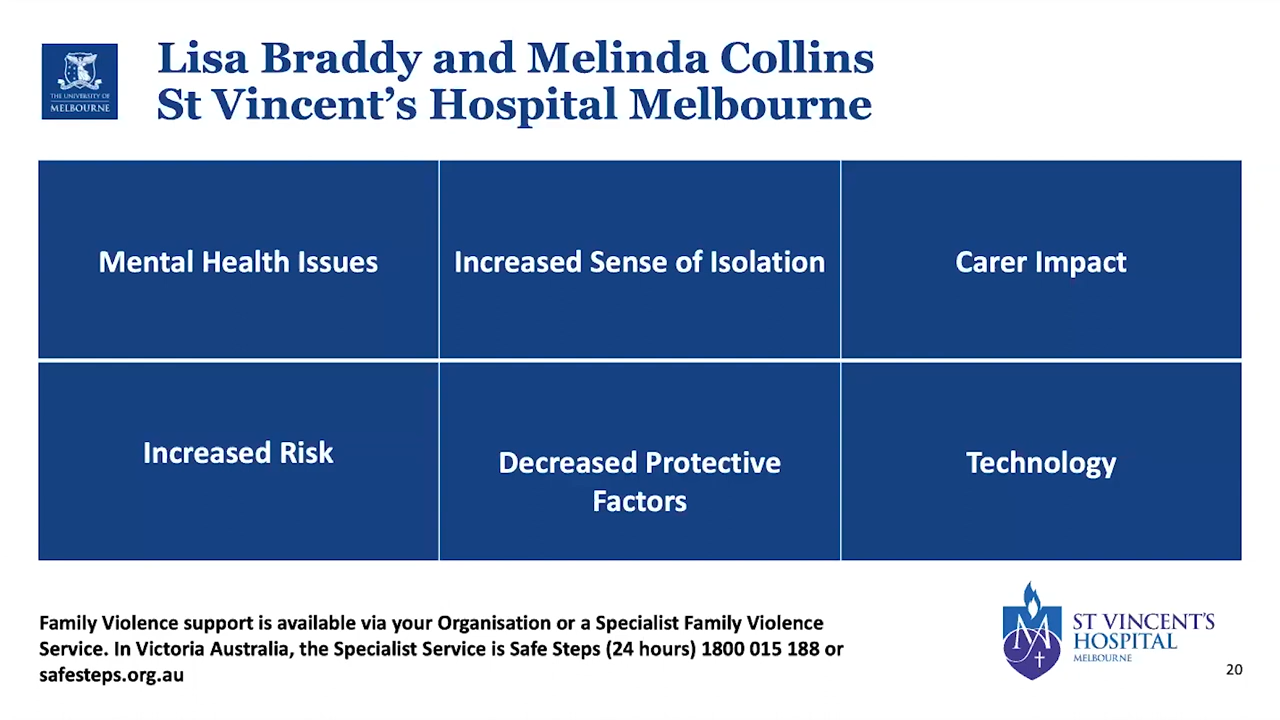 THE UNIVERSITY OF
MELBOURNE
Lisa Braddy and Melinda Collins
St Vincent’s Hospital Melbourne
Mental Health Issues
Increased Sense of Isolation
Carer Impact
Increased Risk
Decreased Protective
Factors
Technology
Family Violence support is available via your Organisation or a Specialist Family Violence
Service. In Victoria Australia, the Specialist Service is Safe Steps (24 hours) 1800 015 188 or
safesteps.org.au
ST VINCENT’S
HOSPITAL
MELBOURNE
20